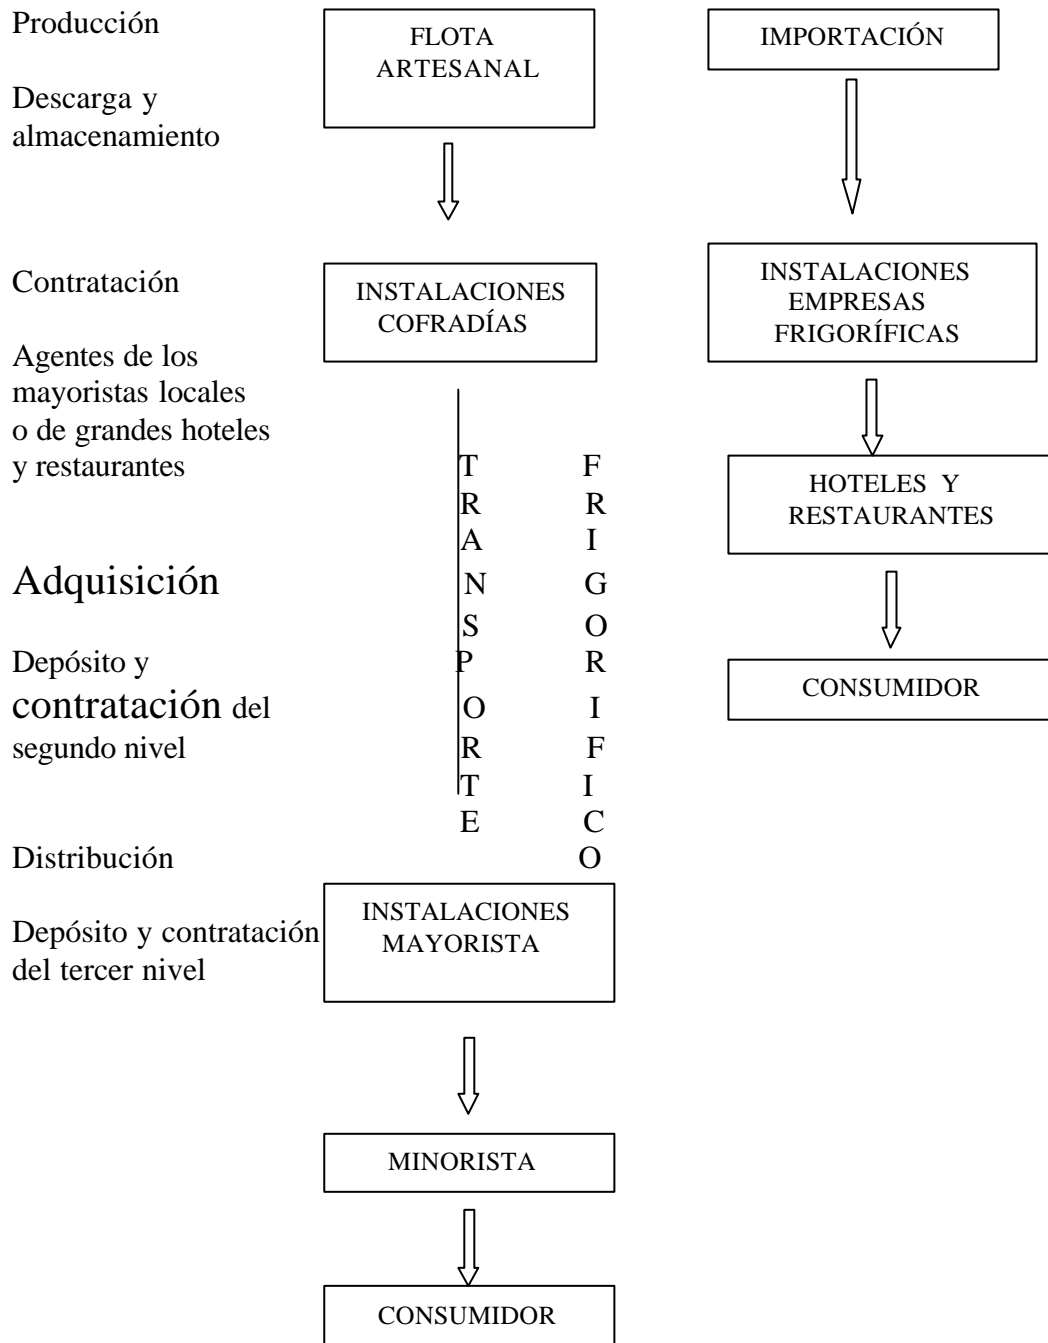 Producción
Descarga y
almacenamiento
Contratación
Agentes de los
mayoristas locales
o de grandes hoteles
y restaurantes
Adquisición
Depósito y
contratación del
segundo nivel
Distribución
Depósito y contratación
del tercer nivel
FLOTA
ARTESANAL
INSTALACIONES
COFRADÍAS
TRANSPORTE
FRIGORIFICO
INSTALACIONES
MAYORISTA
MINORISTA
CONSUMIDOR
IMPORTACIÓN
INSTALACIONES
EMPRESAS
FRIGORÍFICAS
HOTELES Y
RESTAURANTES
CONSUMIDOR